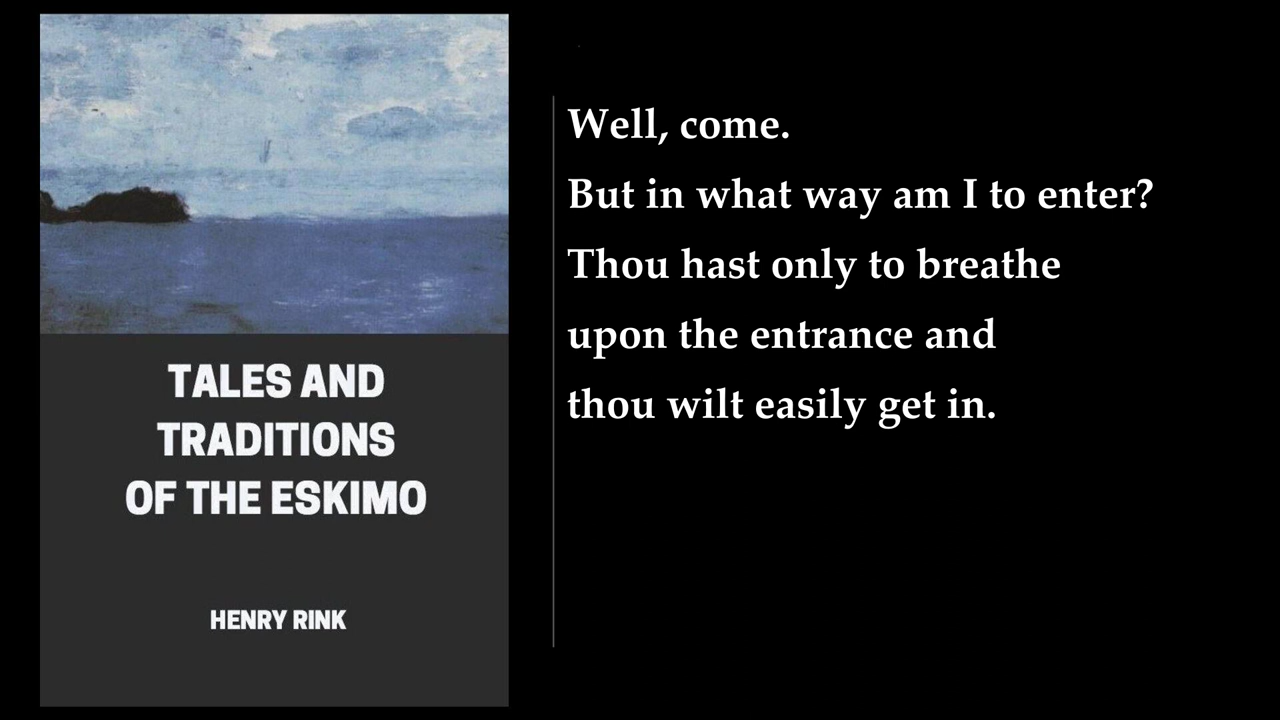 TALES AND
TRADITIONS
OF THE ESKIMO
HENRY RINK
Well, come.
But in what way am I to enter?
Thou hast only to breathe
upon the entrance and
thou wilt easily get in.